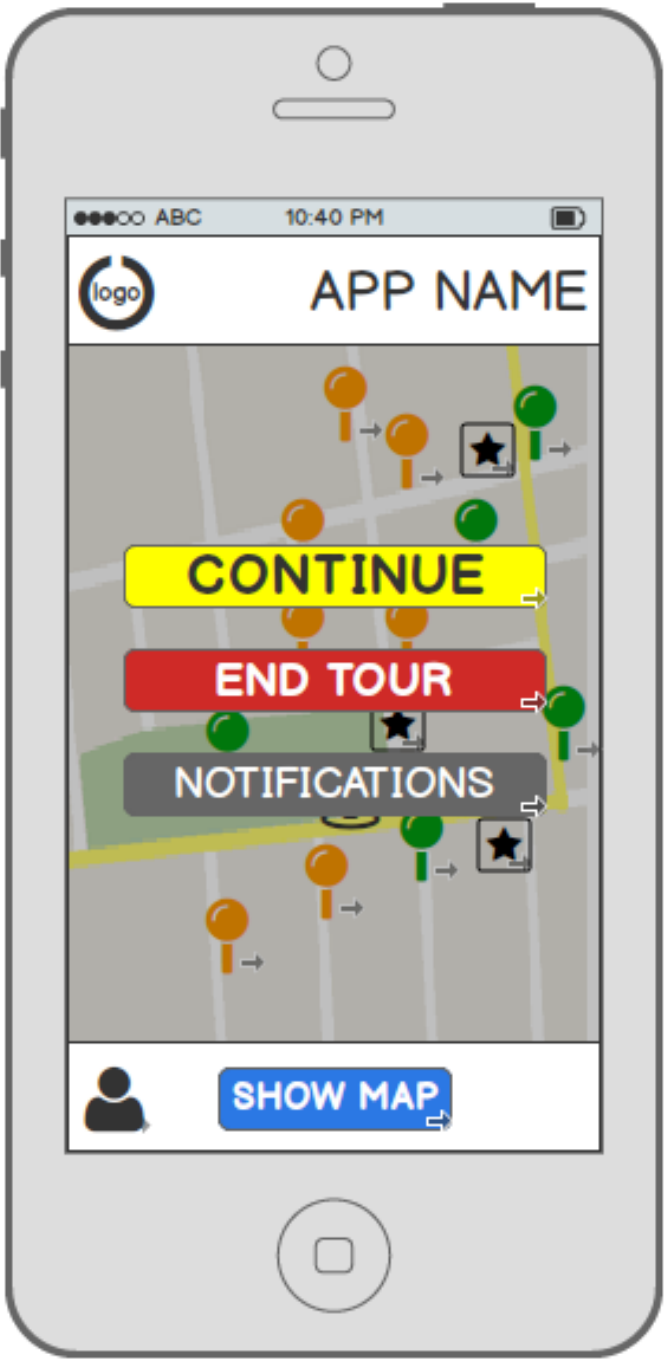 ABC 10:40 PM
logo APP NAME
CONTINUE
END TOUR
NOTIFICATIONS
SHOW MAP